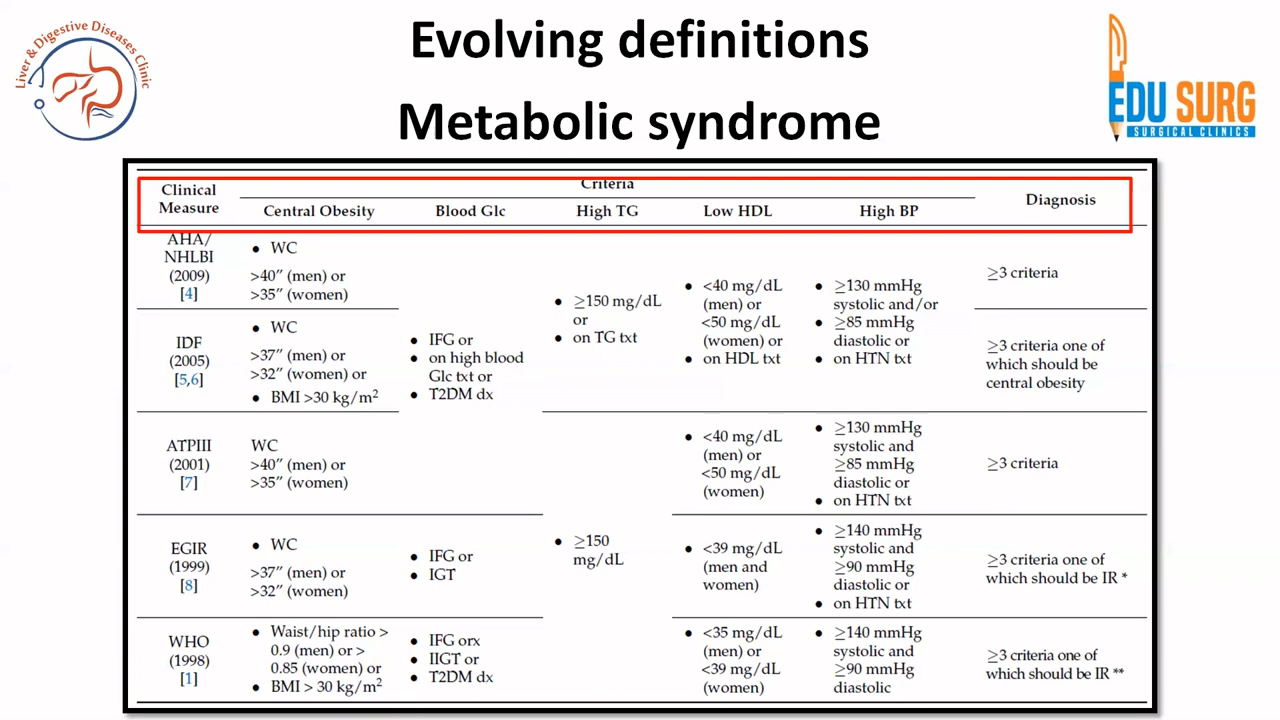 Evolving definitions
Metabolic syndrome
Liver & Digestive Diseases Clinic
EDU SURG
SURGICAL CLINICS
Criteria
Clinical
Measure
Central Obesity
Blood Glc
High TG
Low HDL
High BP
Diagnosis
AHA/
NHLBI
(2009)
[4]
• WC
>40″ (men) or
>35″ (women)
≥3 criteria
IDF
(2005)
[5,6]
• WC
>37″ (men) or
>32″ (women) or
• BMI >30 kg/m²
• IFG or
• on high blood
Glc txt or
• T2DM dx
• ≥150 mg/dL
or
• on TG txt
• <40 mg/dL
(men) or
<50 mg/dL
(women) or
• on HDL txt
• ≥130 mmHg
systolic and/or
• ≥85 mmHg
diastolic or
• on HTN txt
≥3 criteria one of
which should be
central obesity
ATPIII
(2001)
[7]
WC
>40″ (men) or
>35″ (women)
• <40 mg/dL
(men) or
<50 mg/dL
(women)
• ≥130 mmHg
systolic and
≥85 mmHg
diastolic or
• on HTN txt
≥3 criteria
EGIR
(1999)
[8]
• WC
>37″ (men) or
>32″ (women)
• IFG or
• IGT
• ≥150
mg/dL
• <39 mg/dL
(men and
women)
• ≥140 mmHg
systolic and
≥90 mmHg
diastolic or
• on HTN txt
≥3 criteria one of
which should be IR *
WHO
(1998)
[1]
• Waist/hip ratio >
0.9 (men) or >
0.85 (women) or
• BMI > 30 kg/m²
• IFG orx
• IIGT or
• T2DM dx
• <35 mg/dL
(men) or
<39 mg/dL
(women)
• ≥140 mmHg
systolic and
≥90 mmHg
diastolic
≥3 criteria one of
which should be IR **